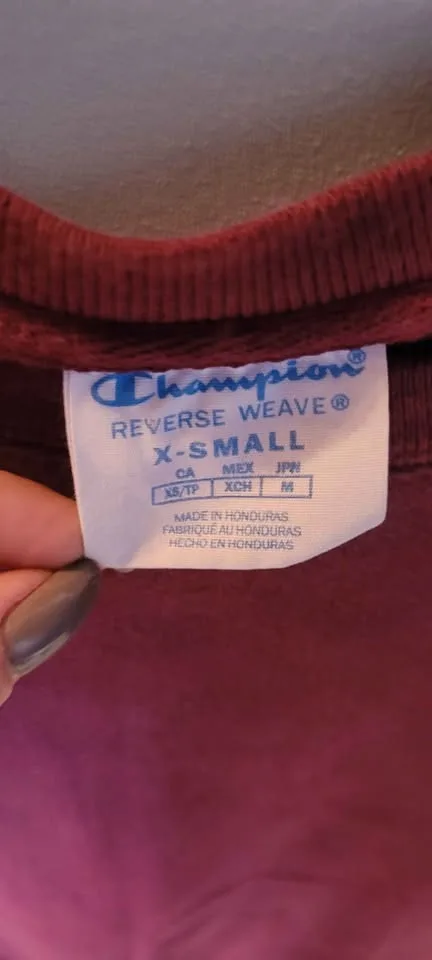 Champion®
REVERSE WEAVE®
X-SMALL
CA MEX JPN
XS/TP XCH M
MADE IN HONDURAS
FABRIQUÉ AU HONDURAS
HECHO EN HONDURAS